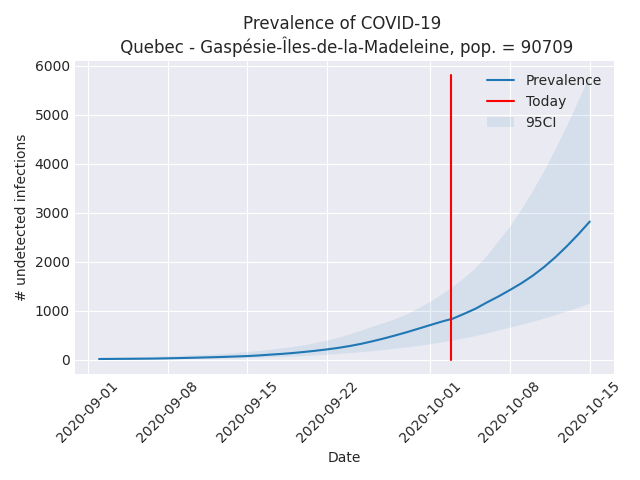 Prevalence of COVID-19
Quebec - Gaspésie-Îles-de-la-Madeleine, pop. = 90709
Prevalence
Today
95CI
# undetected infections
6000
5000
4000
3000
2000
1000
0
2020-09-01
2020-09-08
2020-09-15
2020-09-22
2020-10-01
2020-10-08
2020-10-15
Date